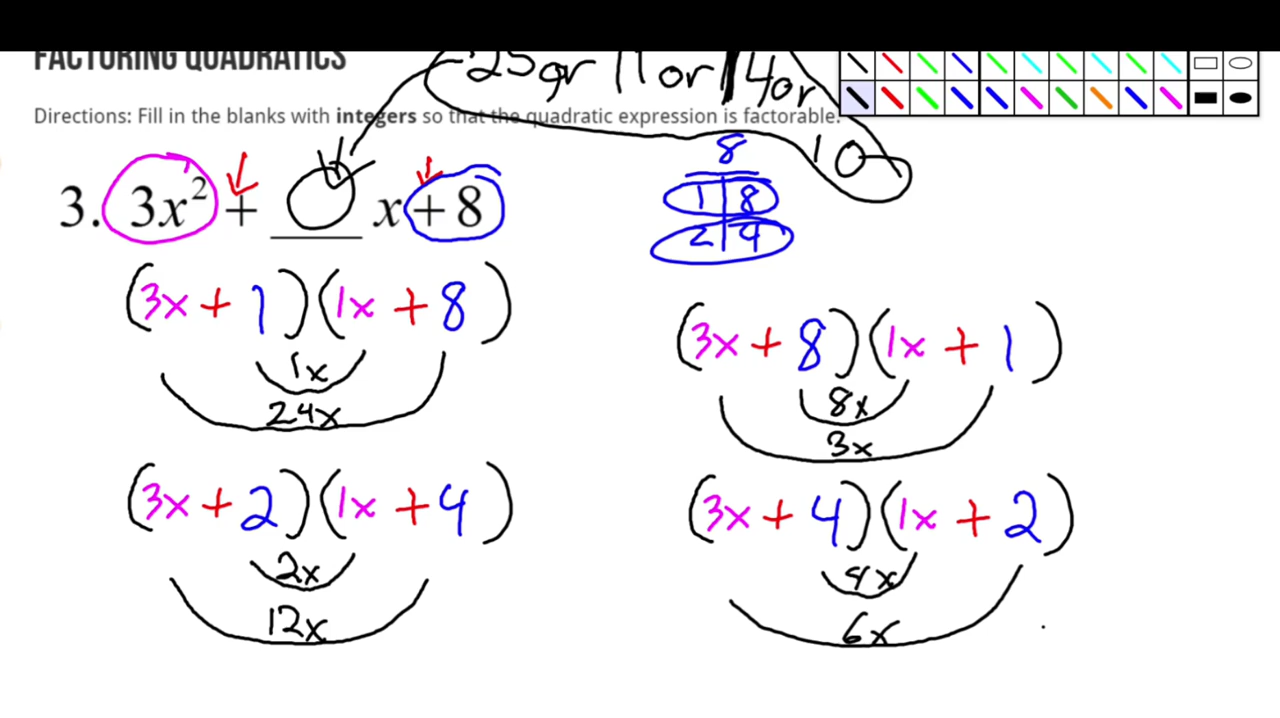 FACTORING QUADRATICS
25 or 11 or 14 or 10
Directions: Fill in the blanks with integers so that the quadratic expression is factorable.
3. 3x² + ____ x + 8
8
1 | 8
2 | 4
(3x + 1)(1x + 8)
1x
24x
(3x + 8)(1x + 1)
8x
3x
(3x + 2)(1x + 4)
2x
12x
(3x + 4)(1x + 2)
4x
6x